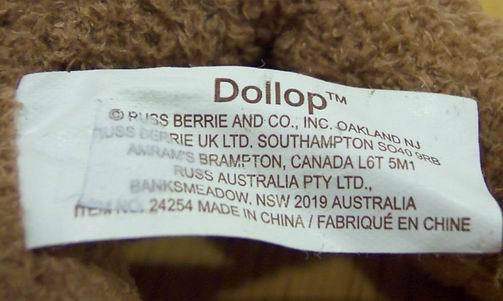 Dollop™
© RUSS BERRIE AND CO., INC. OAKLAND NJ
RUSS BERRIE UK LTD. SOUTHAMPTON SO40 9RB
AMRAM'S BRAMPTON, CANADA L6T 5M1
RUSS AUSTRALIA PTY LTD.,
BANKSMEADOW, NSW 2019 AUSTRALIA
ITEM NO. 24254 MADE IN CHINA / FABRIQUÉ EN CHINE